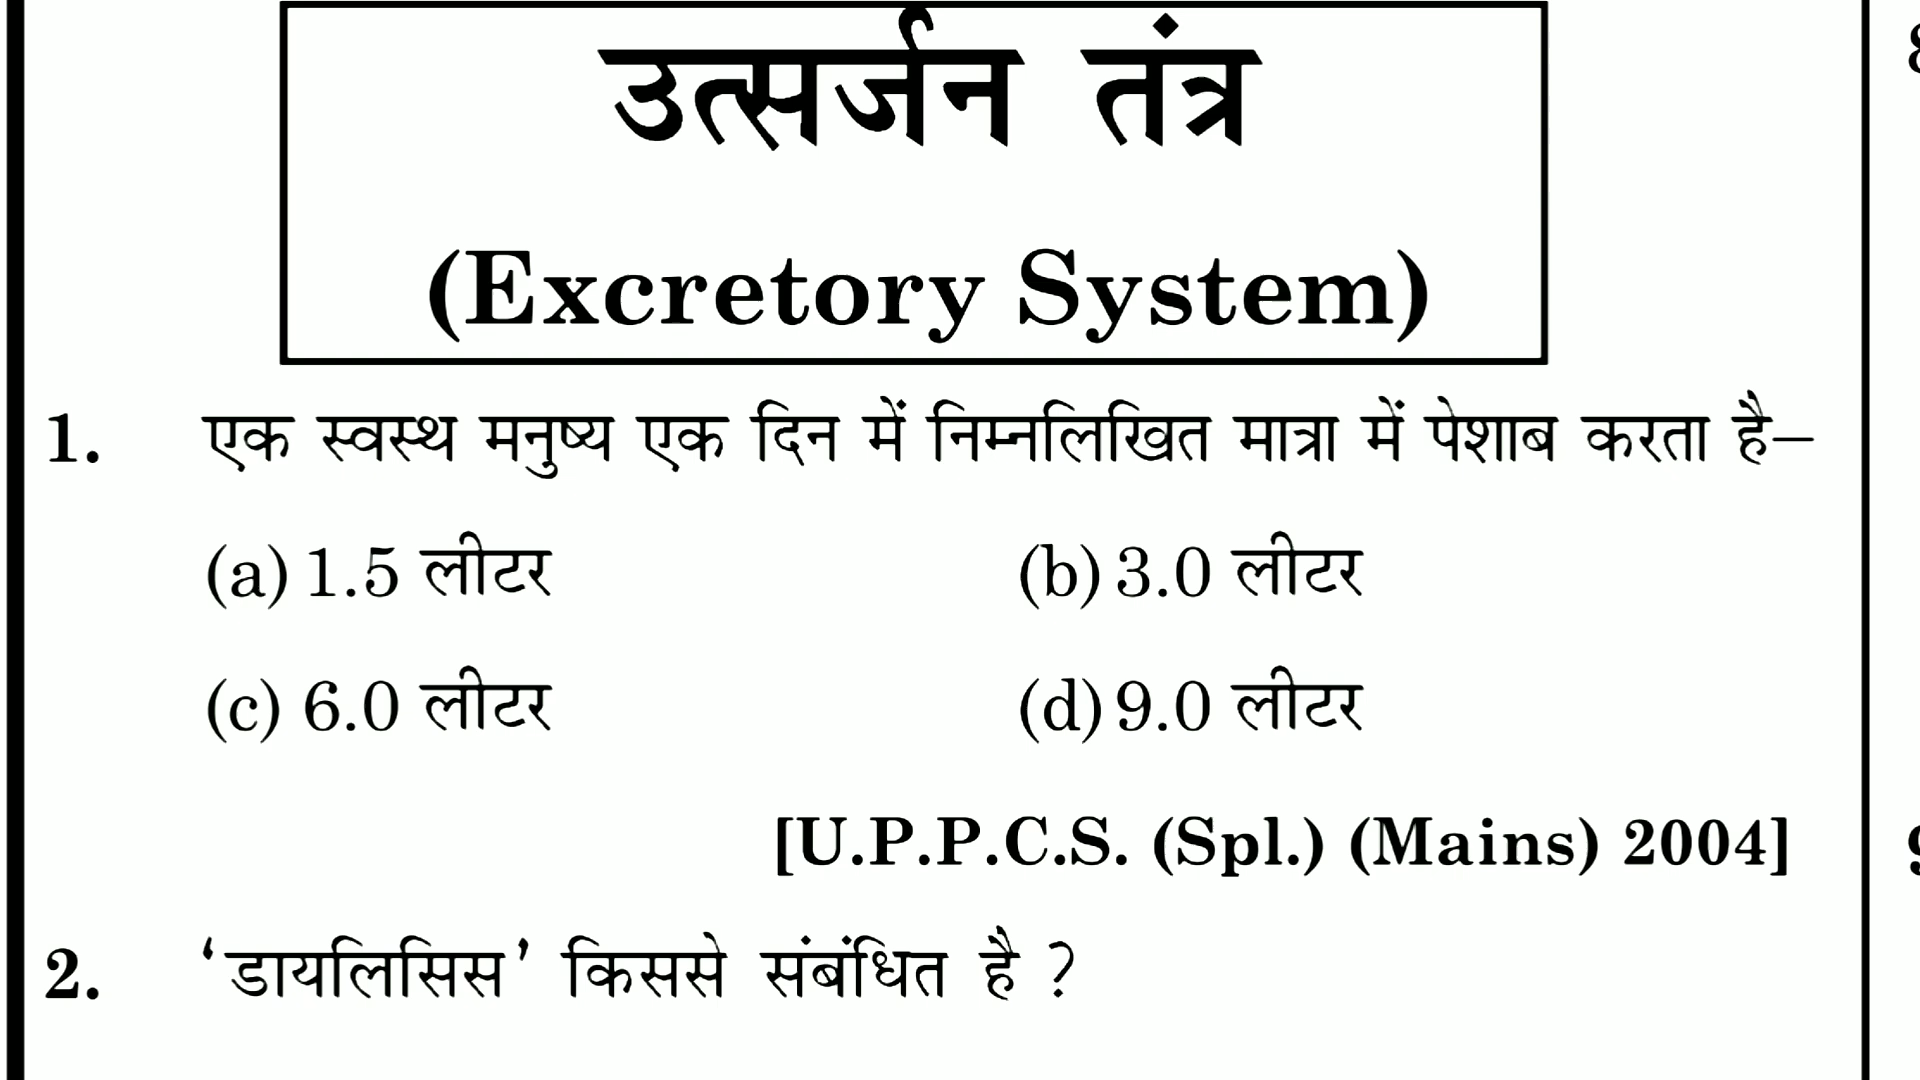 उत्सर्जन तंत्र
(Excretory System)
1. एक स्वस्थ मनुष्य एक दिन में निम्नलिखित मात्रा में पेशाब करता है–
(a) 1.5 लीटर (b) 3.0 लीटर
(c) 6.0 लीटर (d) 9.0 लीटर
[U.P.P.C.S. (Spl.) (Mains) 2004]
2. ‘डायलिसिस’ किससे संबंधित है ?